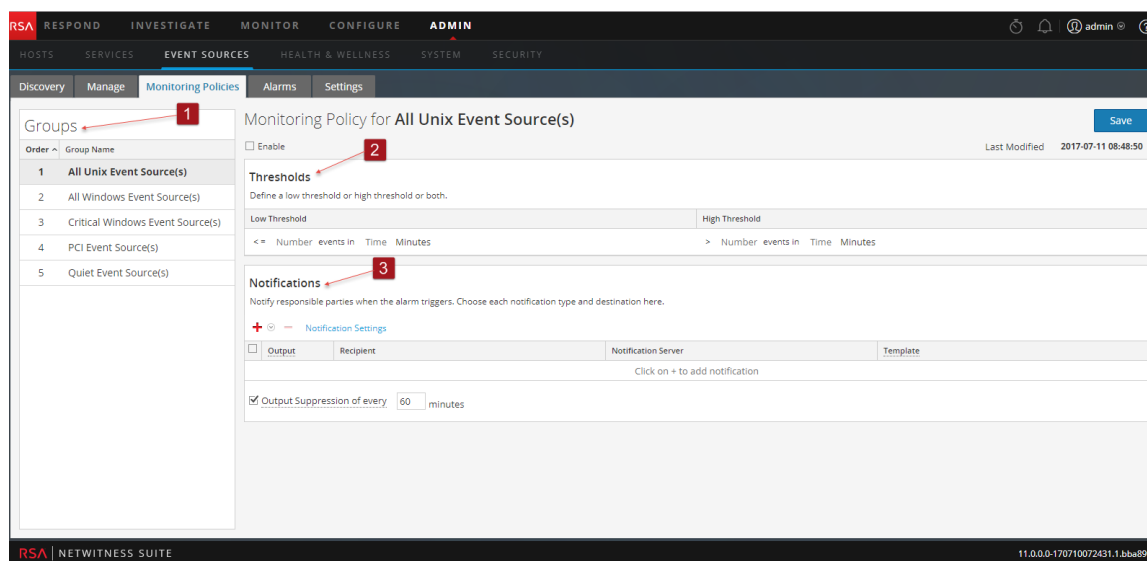 RSA RESPOND INVESTIGATE MONITOR CONFIGURE ADMIN admin
HOSTS SERVICES EVENT SOURCES HEALTH & WELLNESS SYSTEM SECURITY
Discovery Manage Monitoring Policies Alarms Settings
Groups 1
Order Group Name
1 All Unix Event Source(s)
2 All Windows Event Source(s)
3 Critical Windows Event Source(s)
4 PCI Event Source(s)
5 Quiet Event Source(s)
Monitoring Policy for All Unix Event Source(s) Save
Enable Last Modified 2017-07-11 08:48:50
2
Thresholds
Define a low threshold or high threshold or both.
Low Threshold High Threshold
<= Number events in Time Minutes > Number events in Time Minutes
3
Notifications
Notify responsible parties when the alarm triggers. Choose each notification type and destination here.
+ − Notification Settings
Output Recipient Notification Server Template
Click on + to add notification
Output Suppression of every 60 minutes
RSA NETWITNESS SUITE 11.0.0.0-170710072431.1.bba89